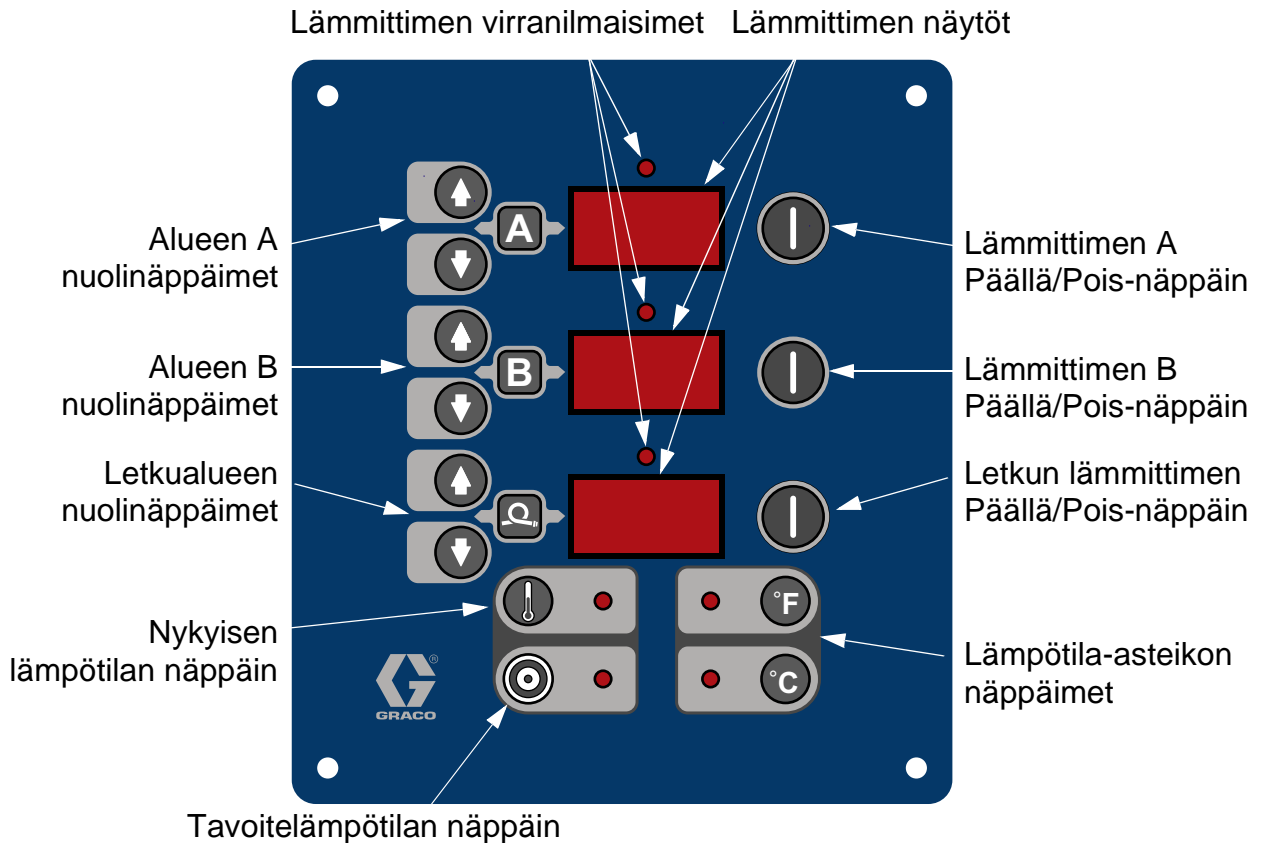 Lämmittimen virranilmaisimet Lämmittimen näytöt
A
Alueen A
nuolinäppäimet
Lämmittimen A
Päällä/Pois-näppäin
B
Alueen B
nuolinäppäimet
Lämmittimen B
Päällä/Pois-näppäin
Letkualueen
nuolinäppäimet
Letkun lämmittimen
Päällä/Pois-näppäin
°F
Nykyisen
lämpötilan näppäin
°C
Lämpötila-asteikon
näppäimet
G®
GRACO
Tavoitelämpötilan näppäin